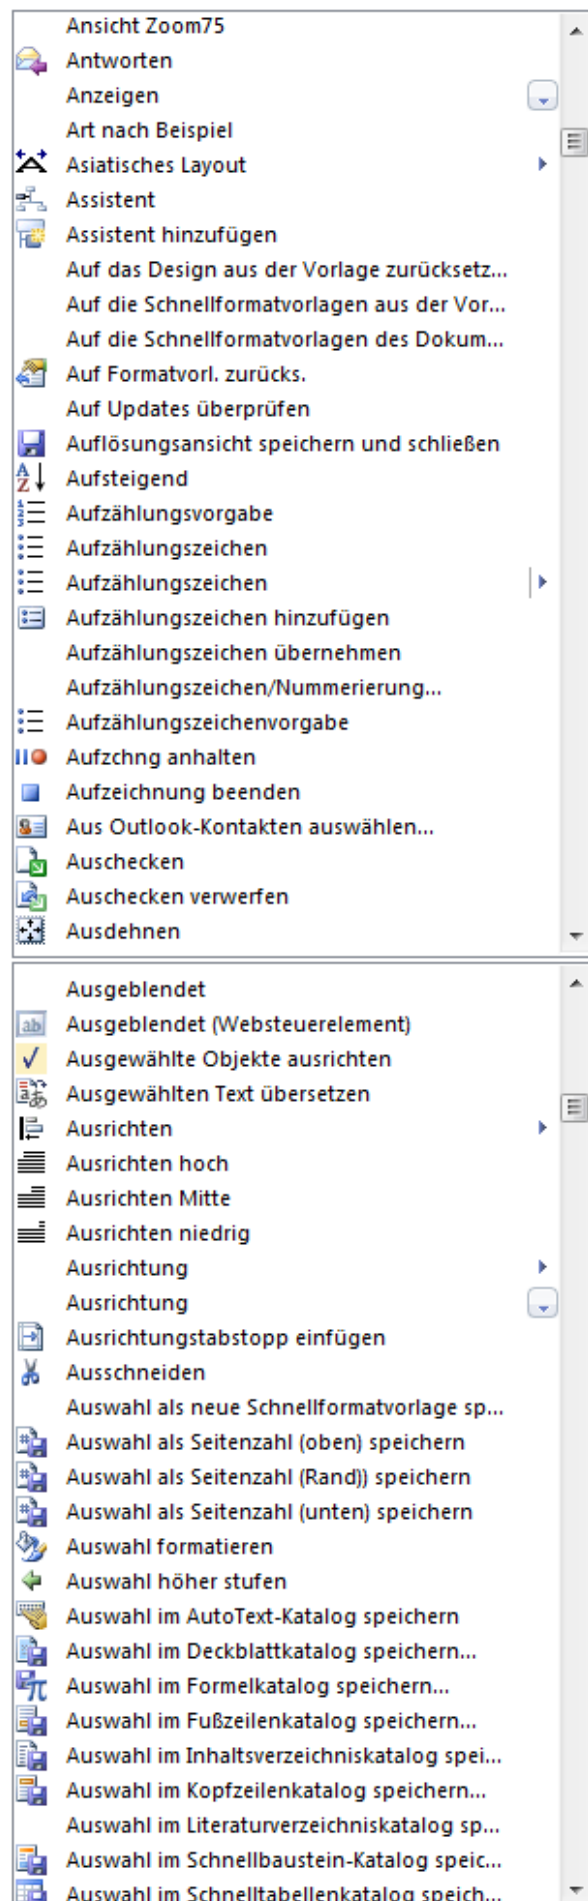 Ansicht Zoom75
Antworten
Anzeigen
Art nach Beispiel
Asiatisches Layout
Assistent
Assistent hinzufügen
Auf das Design aus der Vorlage zurücksetz...
Auf die Schnellformatvorlagen aus der Vor...
Auf die Schnellformatvorlagen des Dokum...
Auf Formatvorl. zurücks.
Auf Updates überprüfen
Auflösungsansicht speichern und schließen
Aufsteigend
Aufzählungsvorgabe
Aufzählungszeichen
Aufzählungszeichen
Aufzählungszeichen hinzufügen
Aufzählungszeichen übernehmen
Aufzählungszeichen/Nummerierung...
Aufzählungszeichenvorgabe
Aufzchng anhalten
Aufzeichnung beenden
Aus Outlook-Kontakten auswählen...
Auschecken
Auschecken verwerfen
Ausdehnen
Ausgeblendet
Ausgeblendet (Websteuerelement)
Ausgewählte Objekte ausrichten
Ausgewählten Text übersetzen
Ausrichten
Ausrichten hoch
Ausrichten Mitte
Ausrichten niedrig
Ausrichtung
Ausrichtung
Ausrichtungstabstopp einfügen
Ausschneiden
Auswahl als neue Schnellformatvorlage sp...
Auswahl als Seitenzahl (oben) speichern
Auswahl als Seitenzahl (Rand)) speichern
Auswahl als Seitenzahl (unten) speichern
Auswahl formatieren
Auswahl höher stufen
Auswahl im AutoText-Katalog speichern
Auswahl im Deckblattkatalog speichern...
Auswahl im Formelkatalog speichern...
Auswahl im Fußzeilenkatalog speichern...
Auswahl im Inhaltsverzeichniskatalog spei...
Auswahl im Kopfzeilenkatalog speichern...
Auswahl im Literaturverzeichniskatalog sp...
Auswahl im Schnellbaustein-Katalog speic...
Auswahl im Schnelltabellenkatalog speich...